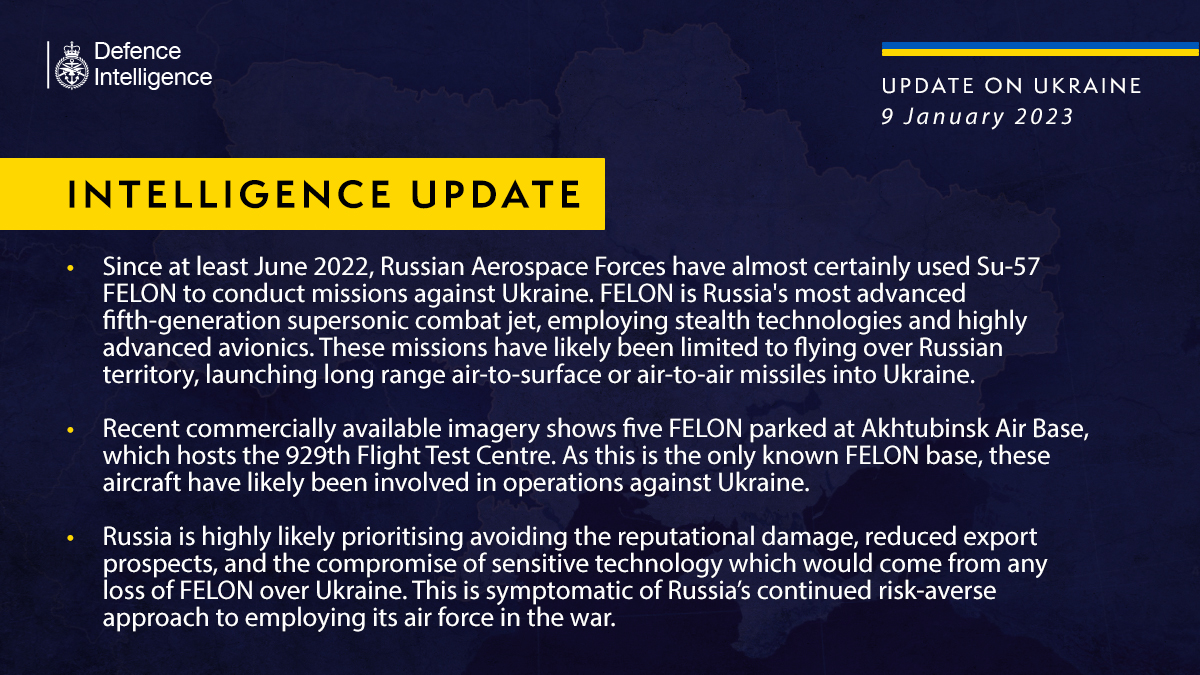 Defence
Intelligence
UPDATE ON UKRAINE
9 January 2023
INTELLIGENCE UPDATE
• Since at least June 2022, Russian Aerospace Forces have almost certainly used Su-57
FELON to conduct missions against Ukraine. FELON is Russia's most advanced
fifth-generation supersonic combat jet, employing stealth technologies and highly
advanced avionics. These missions have likely been limited to flying over Russian
territory, launching long range air-to-surface or air-to-air missiles into Ukraine.
• Recent commercially available imagery shows five FELON parked at Akhtubinsk Air Base,
which hosts the 929th Flight Test Centre. As this is the only known FELON base, these
aircraft have likely been involved in operations against Ukraine.
• Russia is highly likely prioritising avoiding the reputational damage, reduced export
prospects, and the compromise of sensitive technology which would come from any
loss of FELON over Ukraine. This is symptomatic of Russia’s continued risk-averse
approach to employing its air force in the war.